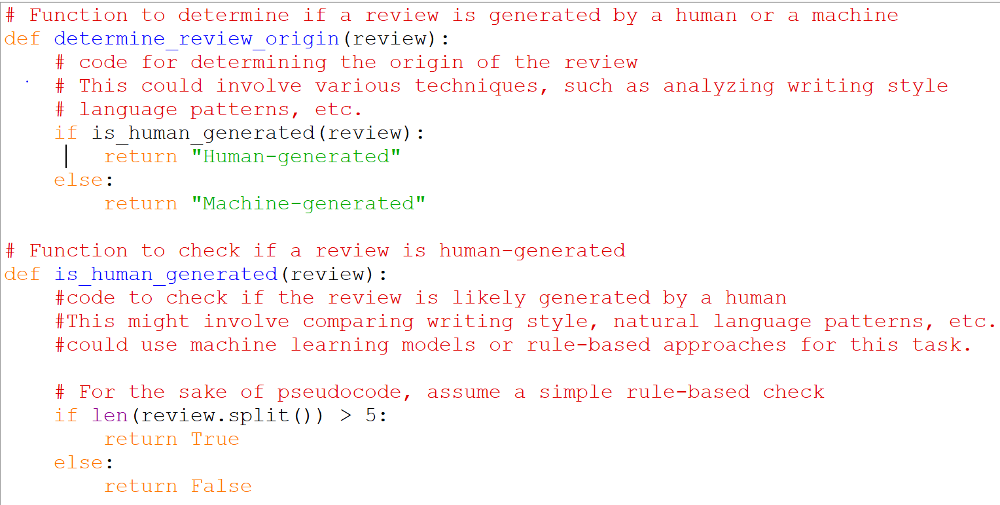 # Function to determine if a review is generated by a human or a machine
def determine_review_origin(review):
    # code for determining the origin of the review
    # This could involve various techniques, such as analyzing writing style
    # language patterns, etc.
    if is_human_generated(review):
        return "Human-generated"
    else:
        return "Machine-generated"

# Function to check if a review is human-generated
def is_human_generated(review):
    #code to check if the review is likely generated by a human
    #This might involve comparing writing style, natural language patterns, etc.
    #could use machine learning models or rule-based approaches for this task.

    # For the sake of pseudocode, assume a simple rule-based check
    if len(review.split()) > 5:
        return True
    else:
        return False